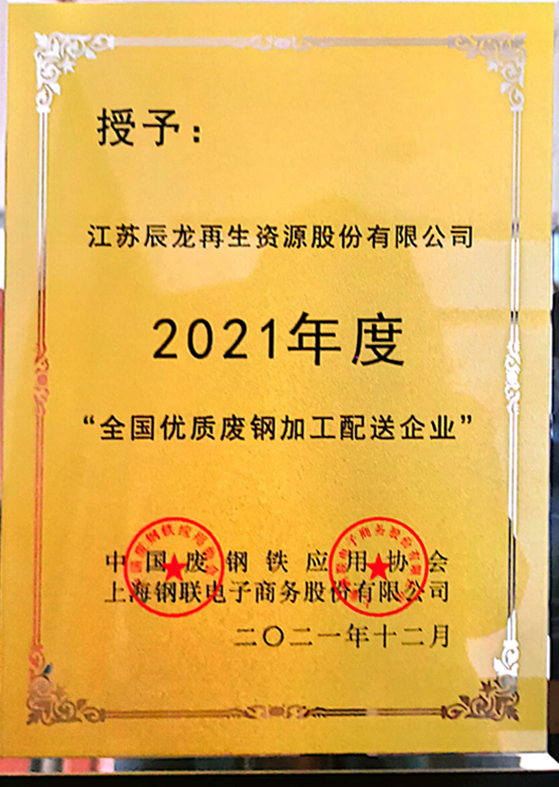 授予：
江苏辰龙再生资源股份有限公司
2021年度
“全国优质废钢加工配送企业”
中国废钢铁应用协会
上海钢联电子商务股份有限公司
二〇二一年十二月